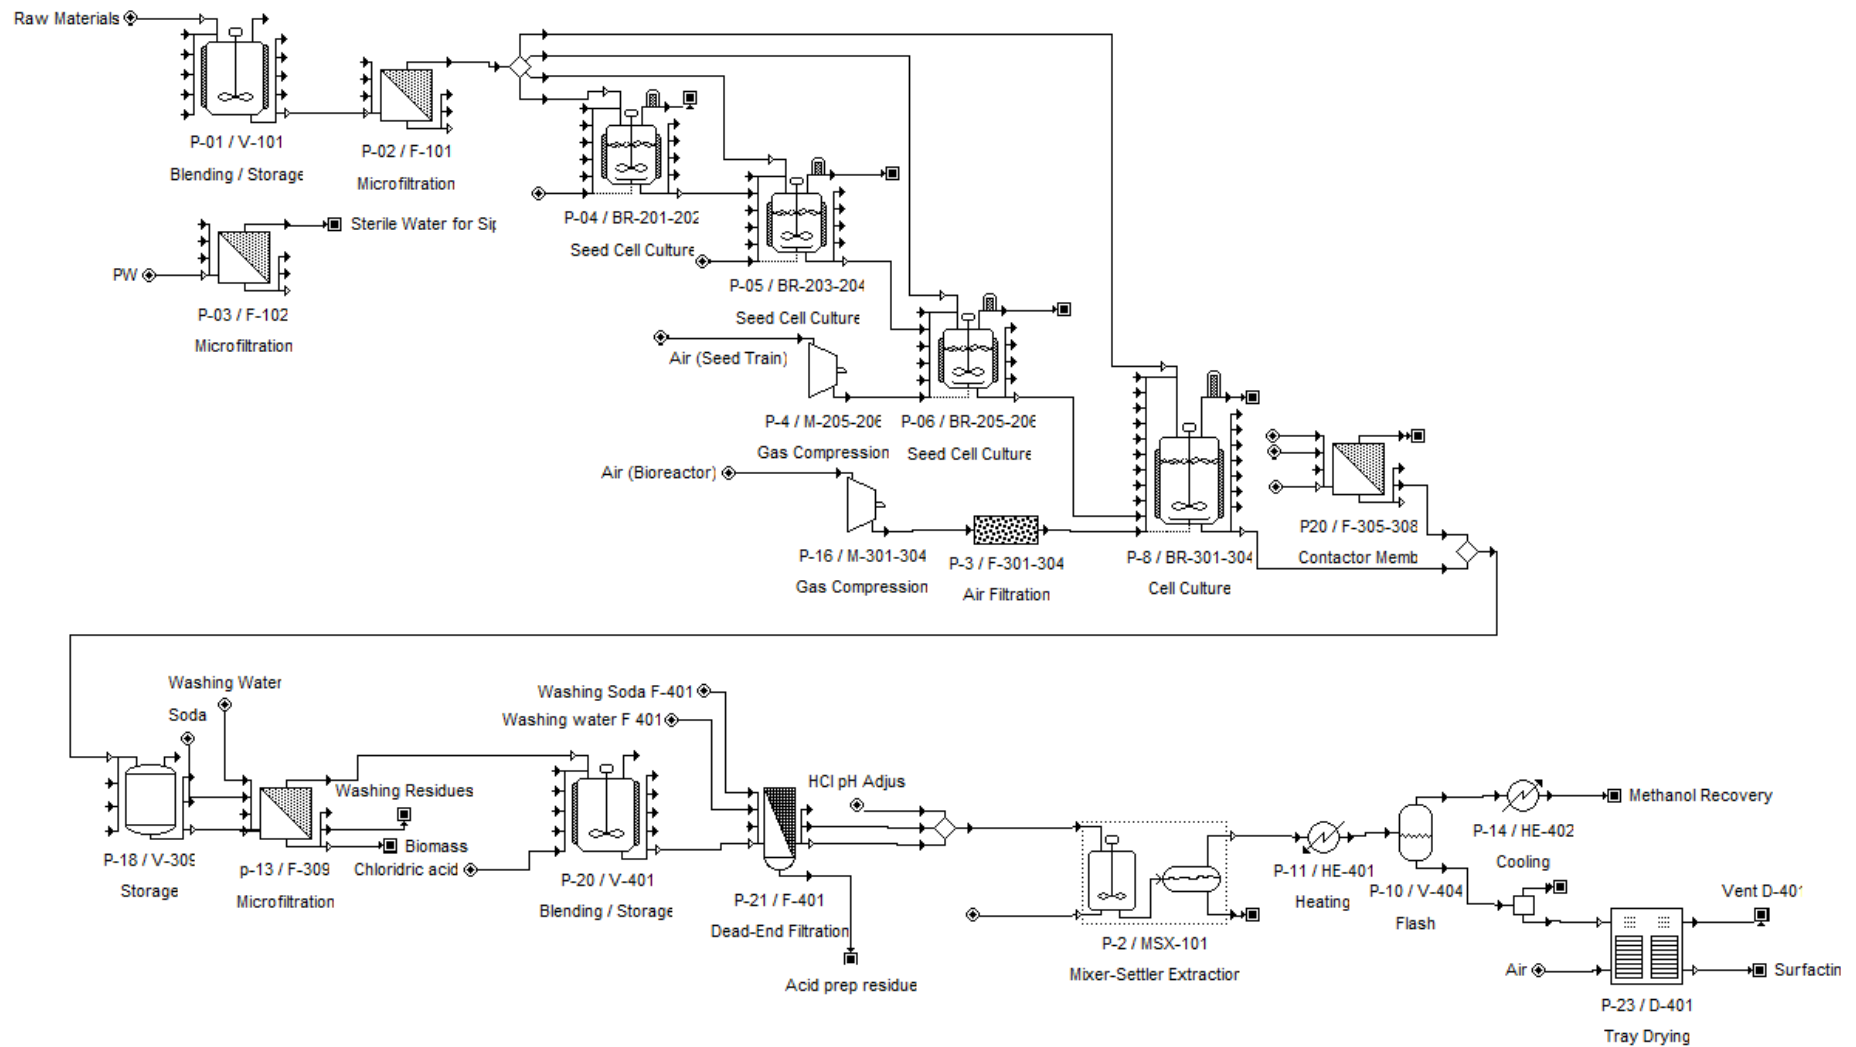 Raw Materials
P-01 / V-101
Blending / Storage
P-02 / F-101
Microfiltration
Sterile Water for Sip
PW
P-03 / F-102
Microfiltration
P-04 / BR-201-202
Seed Cell Culture
P-05 / BR-203-204
Seed Cell Culture
Air (Seed Train)
P-4 / M-205-206
Gas Compression
P-06 / BR-205-206
Seed Cell Culture
Air (Bioreactor)
P-16 / M-301-304
Gas Compression
P-3 / F-301-304
Air Filtration
P-8 / BR-301-304
Cell Culture
P20 / F-305-308
Contactor Memb
Washing Water
Soda
P-18 / V-309
Storage
p-13 / F-309
Microfiltration
Washing Residues
Biomass
Chloridric acid
Washing Soda F-401
Washing water F 401
P-20 / V-401
Blending / Storage
P-21 / F-401
Dead-End Filtration
Acid prep residue
HCl pH Adjus
P-2 / MSX-101
Mixer-Settler Extraction
P-11 / HE-401
Heating
P-10 / V-404
Flash
P-14 / HE-402
Cooling
Methanol Recovery
Vent D-401
Air
Surfactin
P-23 / D-401
Tray Drying